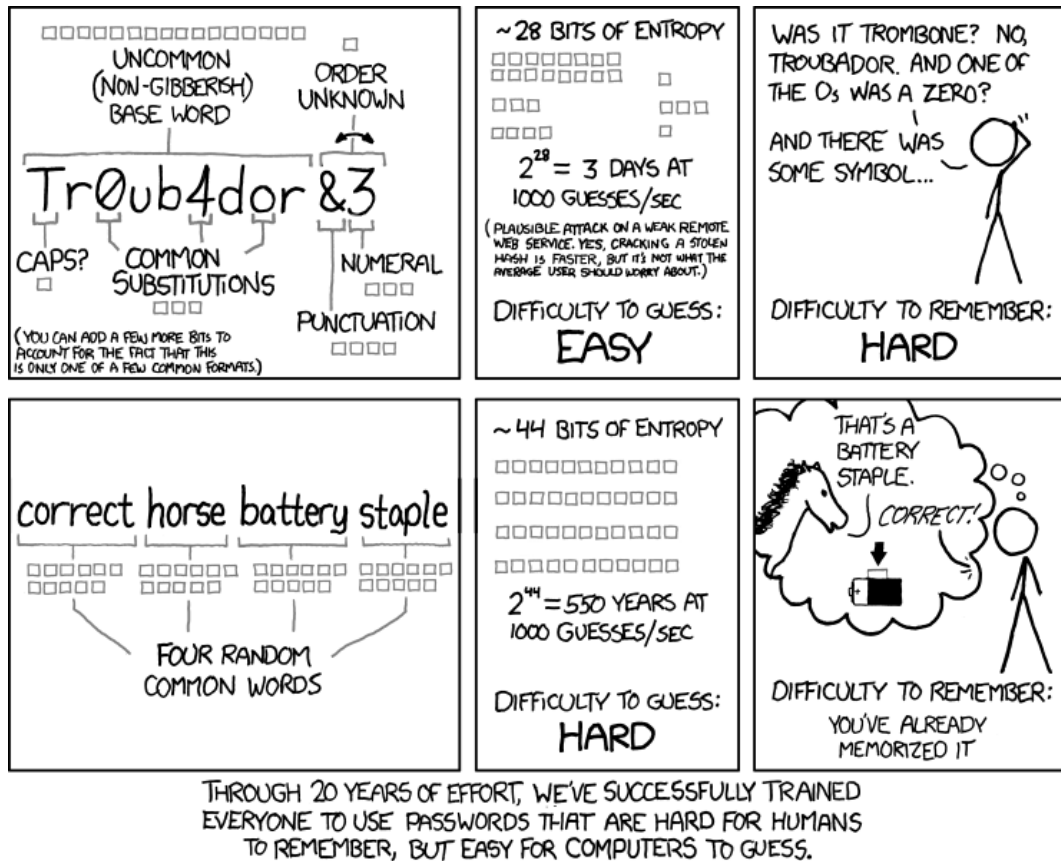 UNCOMMON
(NON-GIBBERISH)
BASE WORD
ORDER
UNKNOWN
Tr0ub4dor &3
CAPS?
COMMON
SUBSTITUTIONS
NUMERAL
PUNCTUATION
(YOU CAN ADD A FEW MORE BITS TO
ACCOUNT FOR THE FACT THAT THIS
IS ONLY ONE OF A FEW COMMON FORMATS.)
~28 BITS OF ENTROPY
2^28 = 3 DAYS AT
1000 GUESSES/SEC
(PLAUSIBLE ATTACK ON A WEAK REMOTE
WEB SERVICE. YES, CRACKING A STOLEN
HASH IS FASTER, BUT IT'S NOT WHAT THE
AVERAGE USER SHOULD WORRY ABOUT.)
DIFFICULTY TO GUESS:
EASY
WAS IT TROMBONE? NO,
TROUBADOR. AND ONE OF
THE Os WAS A ZERO?
AND THERE WAS
SOME SYMBOL...
DIFFICULTY TO REMEMBER:
HARD
correct horse battery staple
FOUR RANDOM
COMMON WORDS
~44 BITS OF ENTROPY
2^44 = 550 YEARS AT
1000 GUESSES/SEC
DIFFICULTY TO GUESS:
HARD
THAT'S A
BATTERY
STAPLE.
CORRECT!
+
DIFFICULTY TO REMEMBER:
YOU'VE ALREADY
MEMORIZED IT
THROUGH 20 YEARS OF EFFORT, WE'VE SUCCESSFULLY TRAINED
EVERYONE TO USE PASSWORDS THAT ARE HARD FOR HUMANS
TO REMEMBER, BUT EASY FOR COMPUTERS TO GUESS.